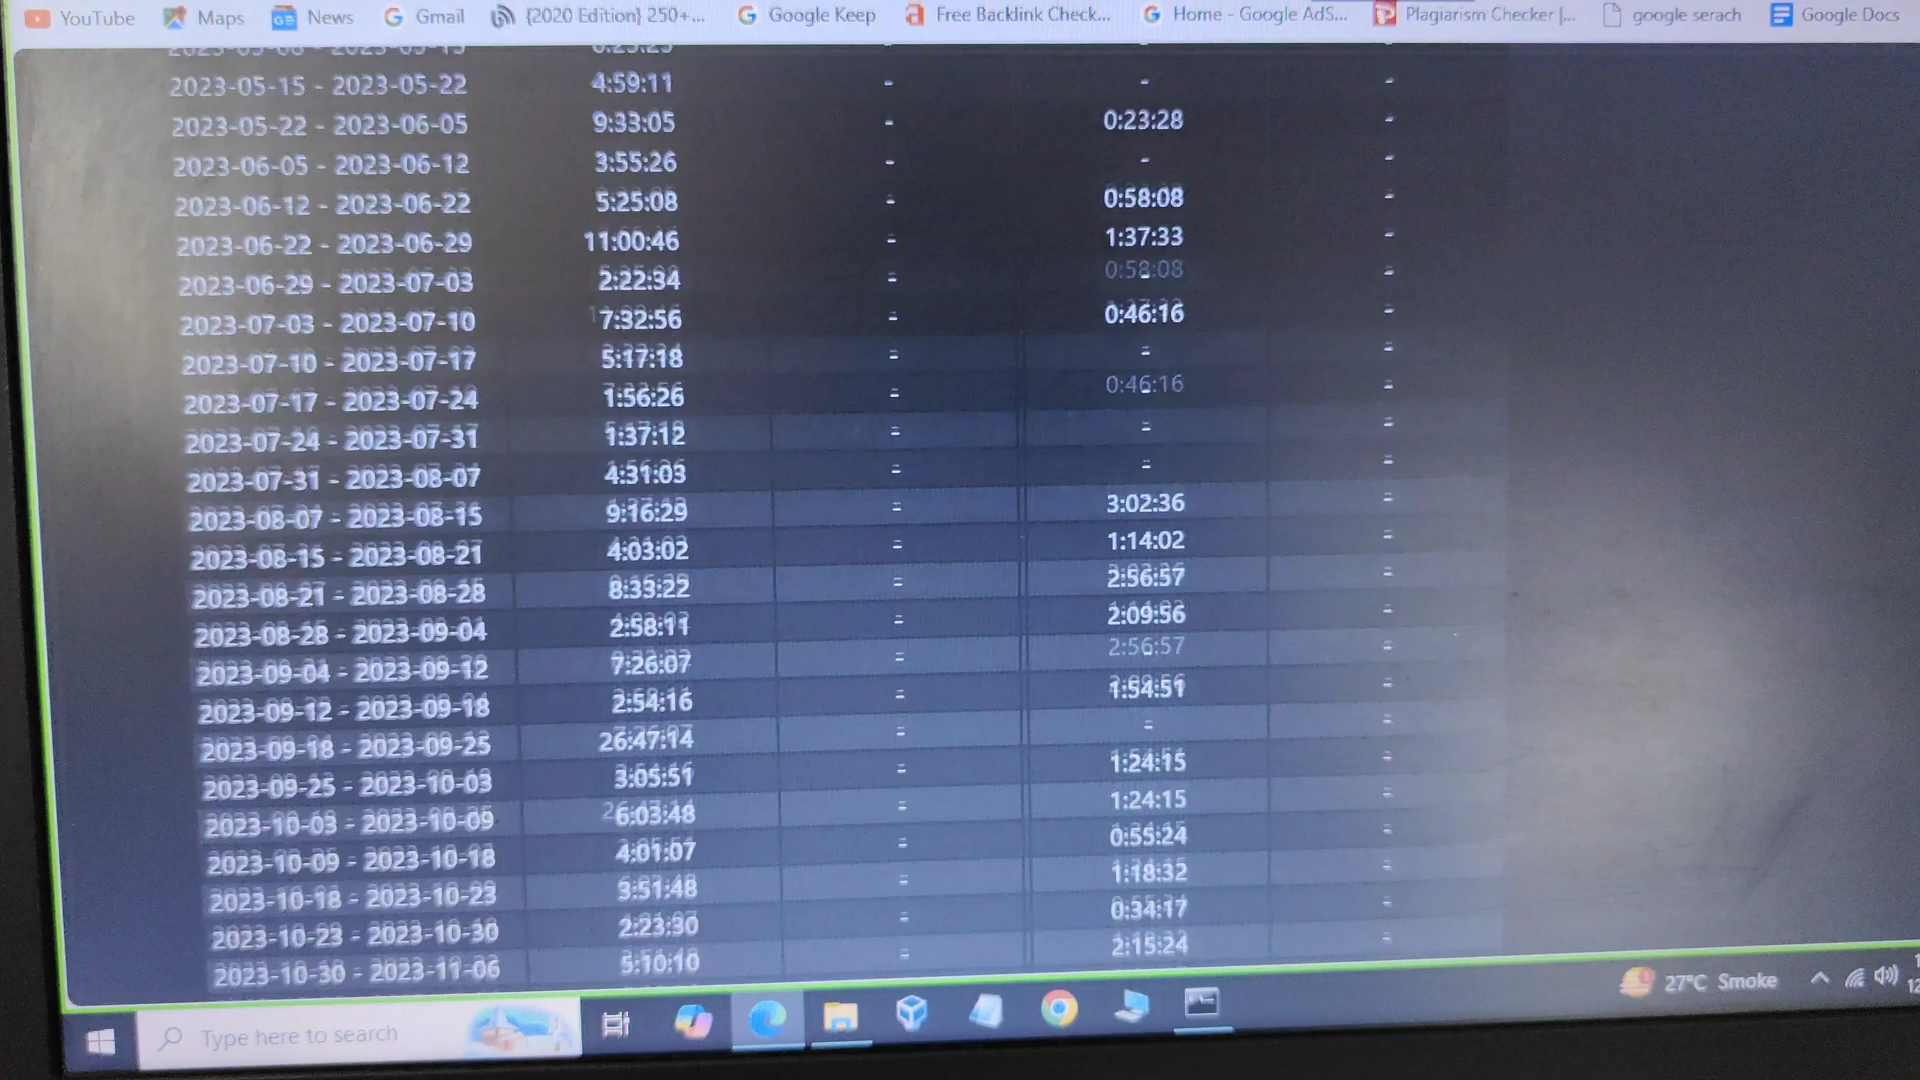 YouTube Maps News Gmail {2020 Edition} 250+... Google Keep Free Backlink Check... Home - Google AdS... Plagiarism Checker |... google serach Google Docs
2023-05-15 - 2023-05-22 4:59:11 - - -
2023-05-22 - 2023-06-05 9:33:05 - 0:23:28 -
2023-06-05 - 2023-06-12 3:55:26 - - -
2023-06-12 - 2023-06-22 5:25:08 - 0:58:08 -
2023-06-22 - 2023-06-29 11:00:46 - 1:37:33 -
2023-06-29 - 2023-07-03 2:22:34 - - -
2023-07-03 - 2023-07-10 7:32:56 - 0:46:16 -
2023-07-10 - 2023-07-17 5:17:18 - - -
2023-07-17 - 2023-07-24 1:56:26 - - -
2023-07-24 - 2023-07-31 1:37:12 - - -
2023-07-31 - 2023-08-07 4:31:03 - - -
2023-08-07 - 2023-08-15 9:16:29 - 3:02:36 -
2023-08-15 - 2023-08-21 4:03:02 - 1:14:02 -
2023-08-21 - 2023-08-28 8:33:22 - 2:56:57 -
2023-08-28 - 2023-09-04 2:58:11 - 2:09:56 -
2023-09-04 - 2023-09-12 7:26:07 -
2023-09-12 - 2023-09-18 2:54:16 - 1:54:51 -
2023-09-18 - 2023-09-25 26:47:14 - - -
2023-09-25 - 2023-10-03 3:05:51 - 1:24:15 -
2023-10-03 - 2023-10-09 6:03:48 - 1:24:15 -
2023-10-09 - 2023-10-18 4:01:07 - 0:55:24 -
2023-10-18 - 2023-10-23 3:51:48 - 1:18:32
2023-10-23 - 2023-10-30 2:23:30 - 0:34:17 -
2023-10-30 - 2023-11-06 5:10:10 - 2:15:24 -
27°C Smoke
Type here to search